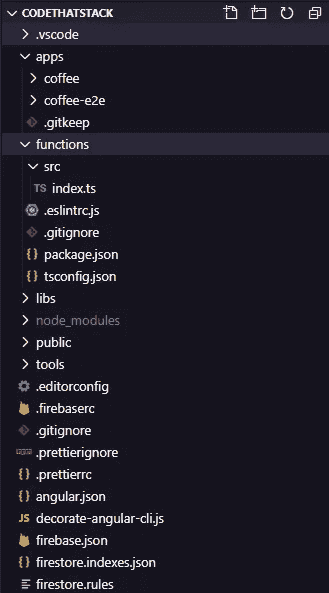 CODETHATSTACK
.vscode
apps
coffee
coffee-e2e
.gitkeep
functions
src
TS index.ts
.eslintrc.js
.gitignore
{} package.json
{} tsconfig.json
libs
node_modules
public
tools
.editorconfig
.firebaserc
.gitignore
.prettierignore
{} .prettierrc
{} angular.json
JS decorate-angular-cli.js
firebase.json
{} firestore.indexes.json
firestore.rules